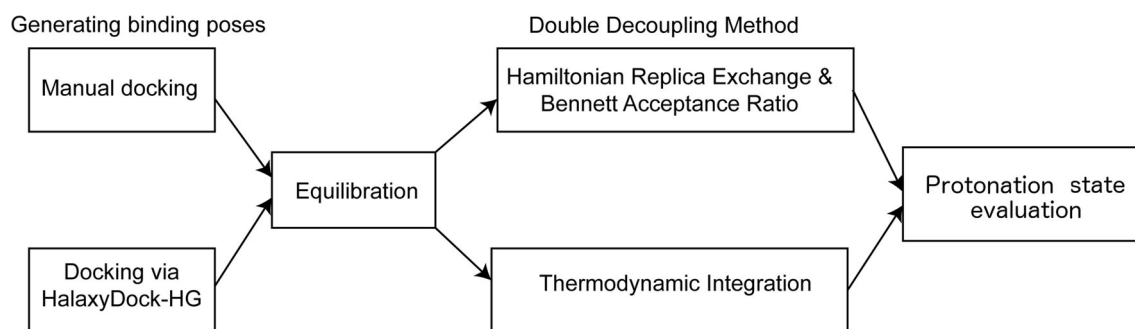 Generating binding poses
Double Decoupling Method
Manual docking
Hamiltonian Replica Exchange &
Bennett Acceptance Ratio
Equilibration
Protonation state
evaluation
Docking via
HalaxyDock-HG
Thermodynamic Integration